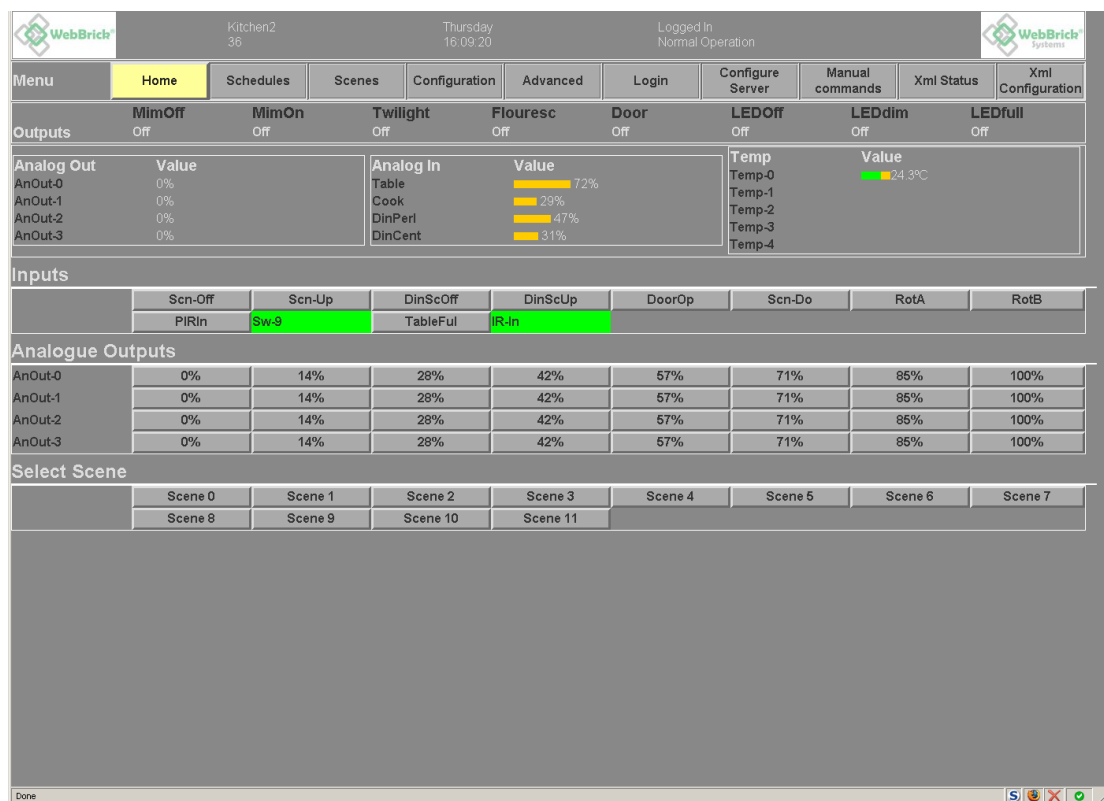 WebBrick® Kitchen2 Thursday Logged In WebBrick®
36 16:09:20 Normal Operation Systems
Menu Home Schedules Scenes Configuration Advanced Login Configure Server Manual commands Xml Status Xml Configuration
MimOff MimOn Twilight Flouresc Door LEDOff LEDdim LEDfull
Outputs Off Off Off Off Off Off Off Off
Analog Out Value
AnOut-0 0%
AnOut-1 0%
AnOut-2 0%
AnOut-3 0%
Analog In Value
Table 72%
Cook 29%
DinPerl 47%
DinCent 31%
Temp Value
Temp-0 24.3ºC
Temp-1
Temp-2
Temp-3
Temp-4
Inputs
Scn-Off Scn-Up DinScOff DinScUp DoorOp Scn-Do RotA RotB
PIRIn Sw-9 TableFul IR-In
Analogue Outputs
AnOut-0 0% 14% 28% 42% 57% 71% 85% 100%
AnOut-1 0% 14% 28% 42% 57% 71% 85% 100%
AnOut-2 0% 14% 28% 42% 57% 71% 85% 100%
AnOut-3 0% 14% 28% 42% 57% 71% 85% 100%
Select Scene
Scene 0 Scene 1 Scene 2 Scene 3 Scene 4 Scene 5 Scene 6 Scene 7
Scene 8 Scene 9 Scene 10 Scene 11
Done S